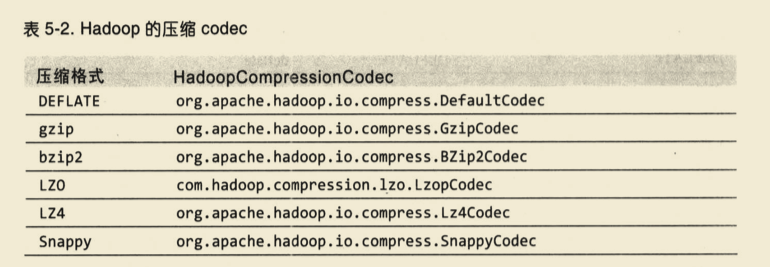 表 5-2. Hadoop 的压缩 codec
压缩格式 HadoopCompressionCodec
DEFLATE org.apache.hadoop.io.compress.DefaultCodec
gzip org.apache.hadoop.io.compress.GzipCodec
bzip2 org.apache.hadoop.io.compress.BZip2Codec
LZO com.hadoop.compression.lzo.LzopCodec
LZ4 org.apache.hadoop.io.compress.Lz4Codec
Snappy org.apache.hadoop.io.compress.SnappyCodec